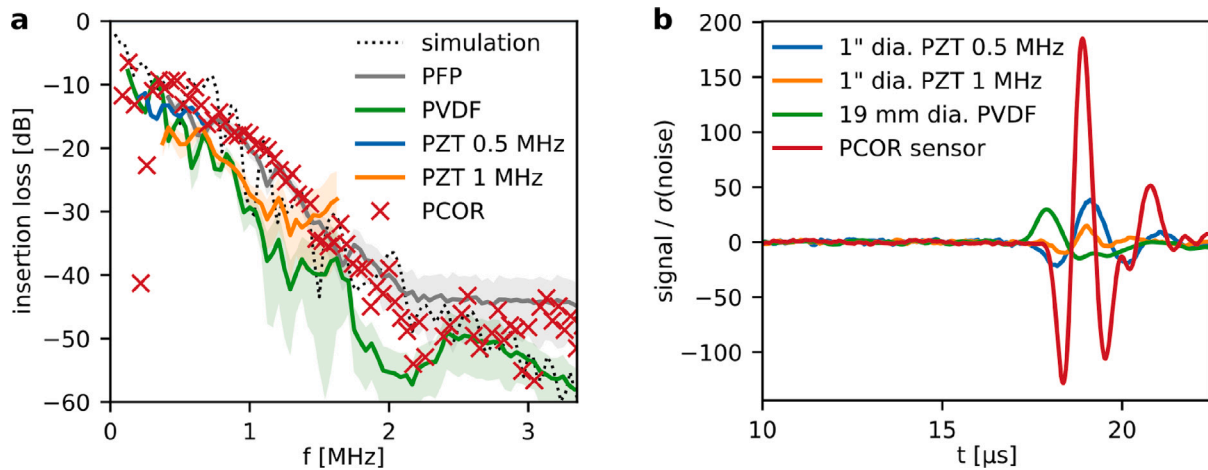 a
0
−10
−20
−30
−40
−50
−60
insertion loss [dB]
simulation
PFP
PVDF
PZT 0.5 MHz
PZT 1 MHz
PCOR
0 1 2 3
f [MHz]
b
200
150
100
50
0
−50
−100
signal / σ(noise)
1" dia. PZT 0.5 MHz
1" dia. PZT 1 MHz
19 mm dia. PVDF
PCOR sensor
10 15 20
t [μs]